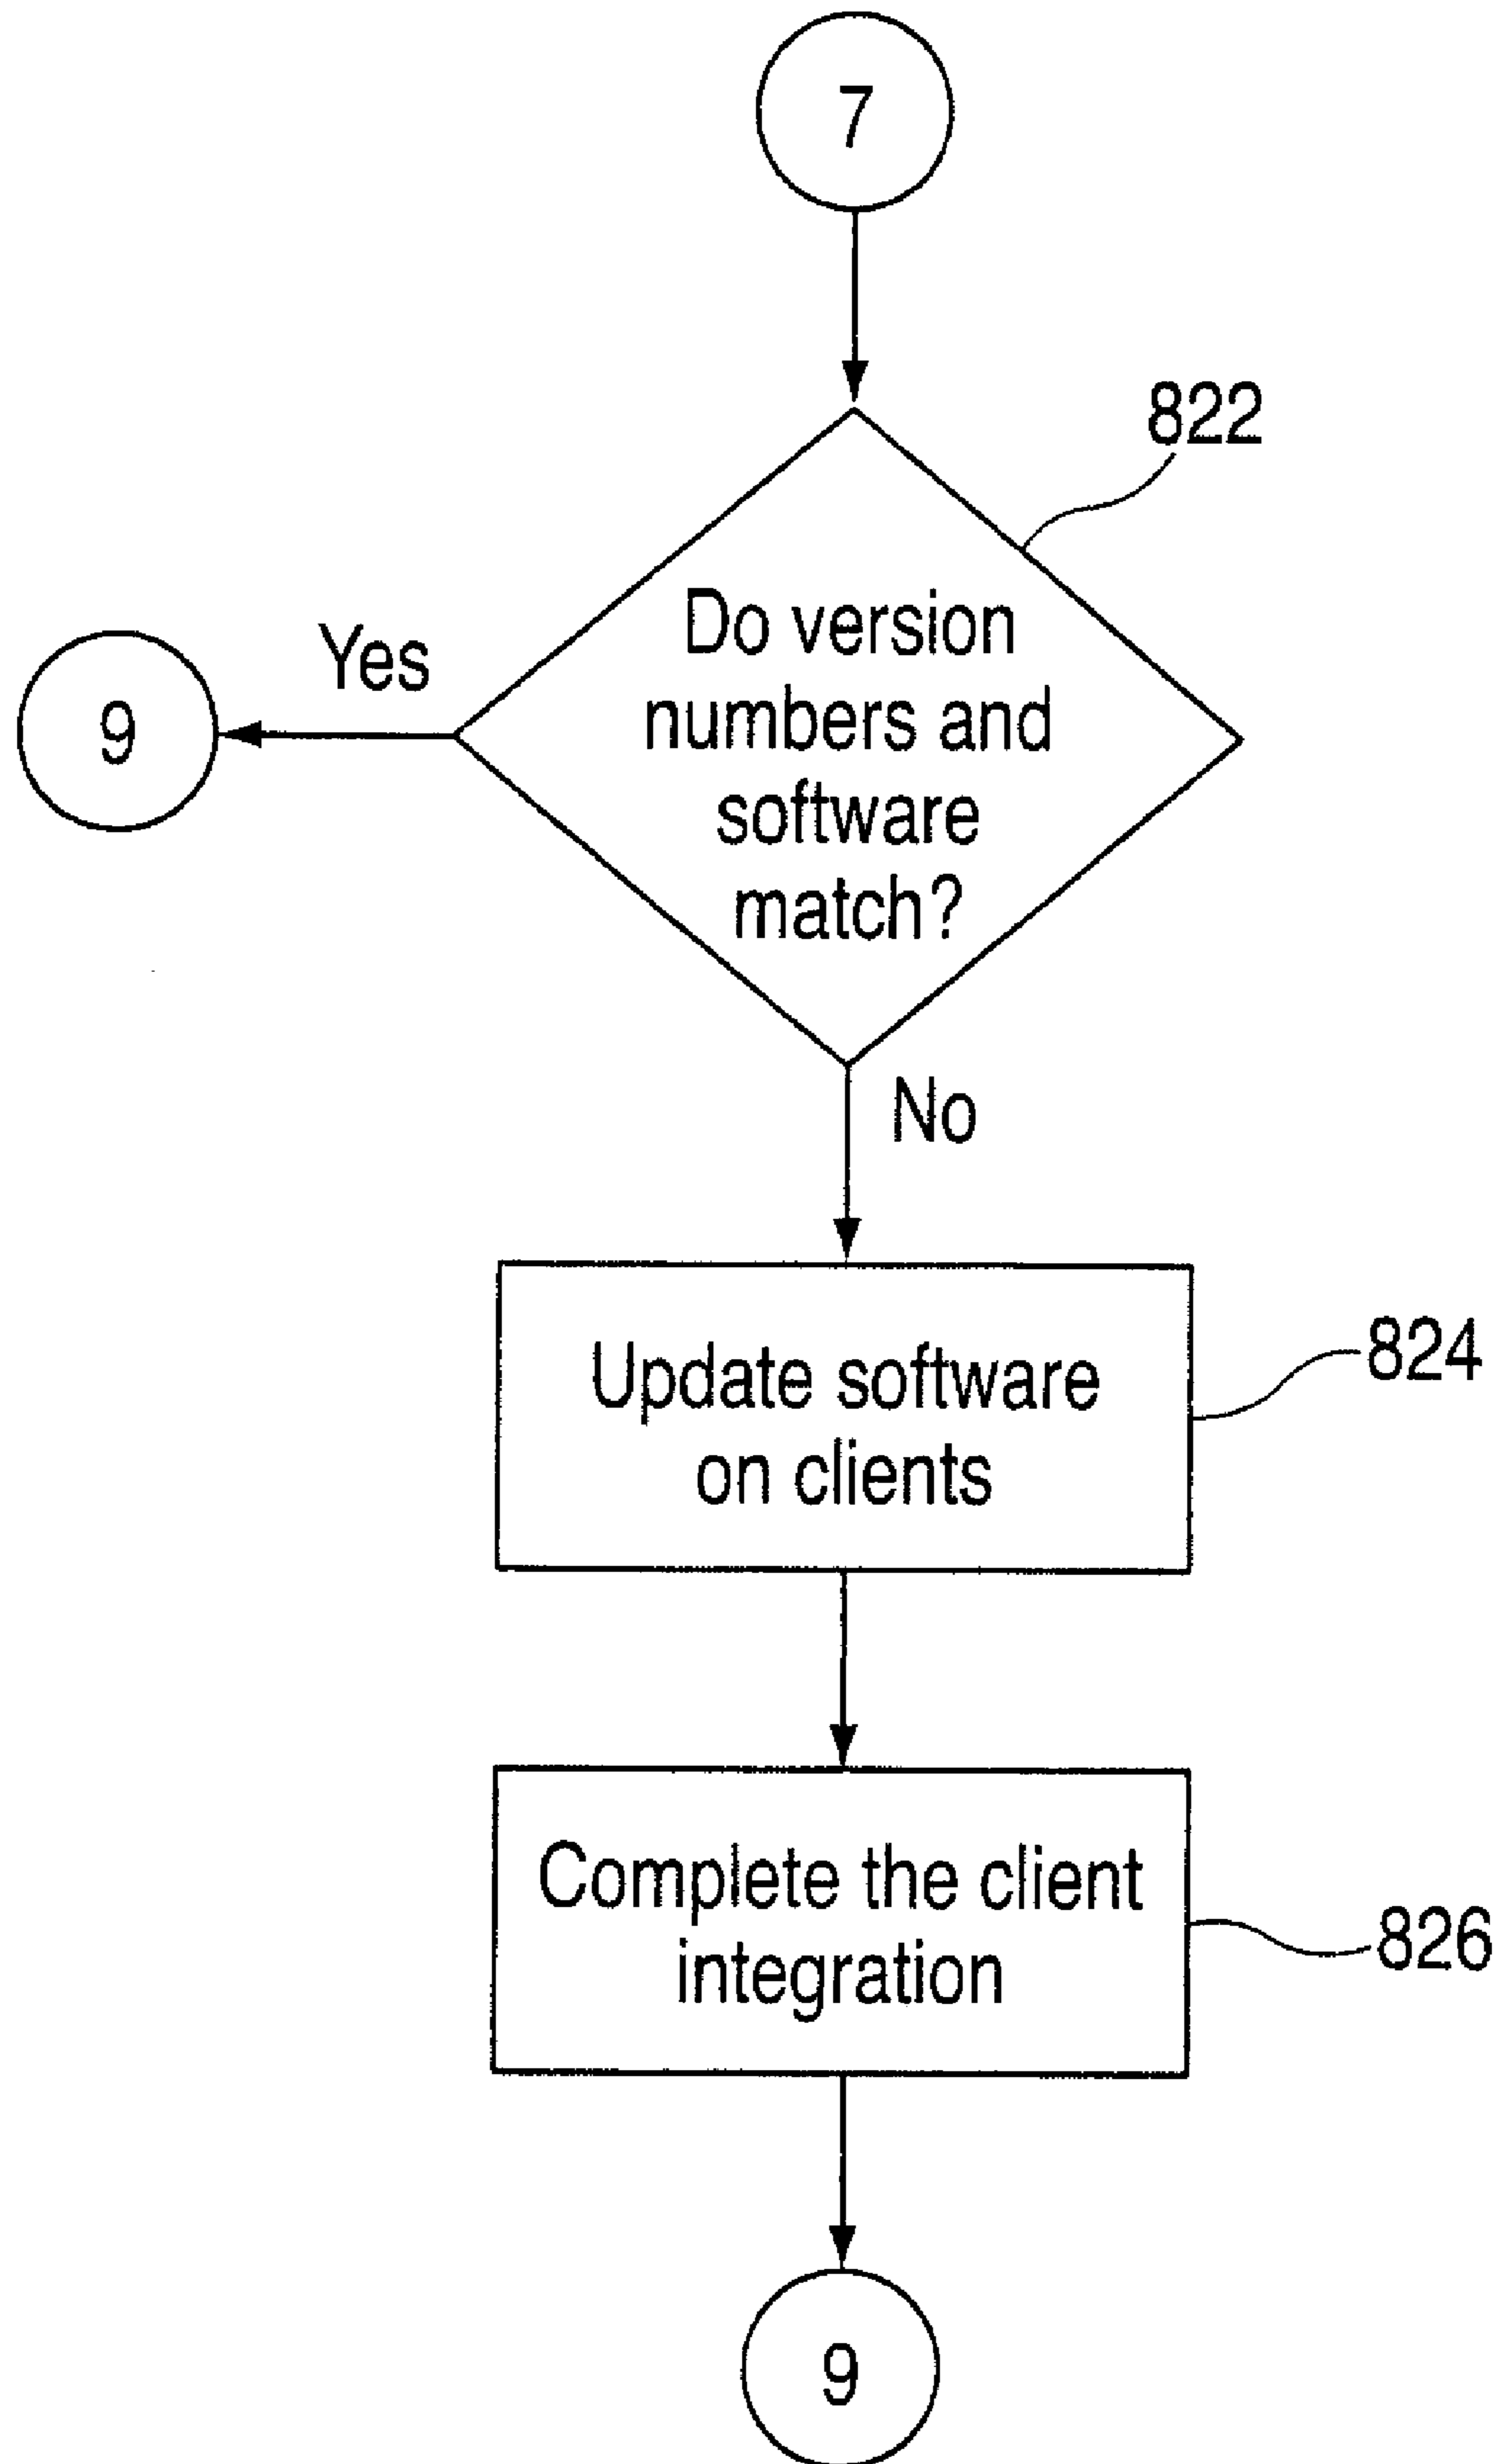 7
822
Do version
numbers and
software
match?
Yes
9
No
Update software
on clients
824
Complete the client
integration
826
9